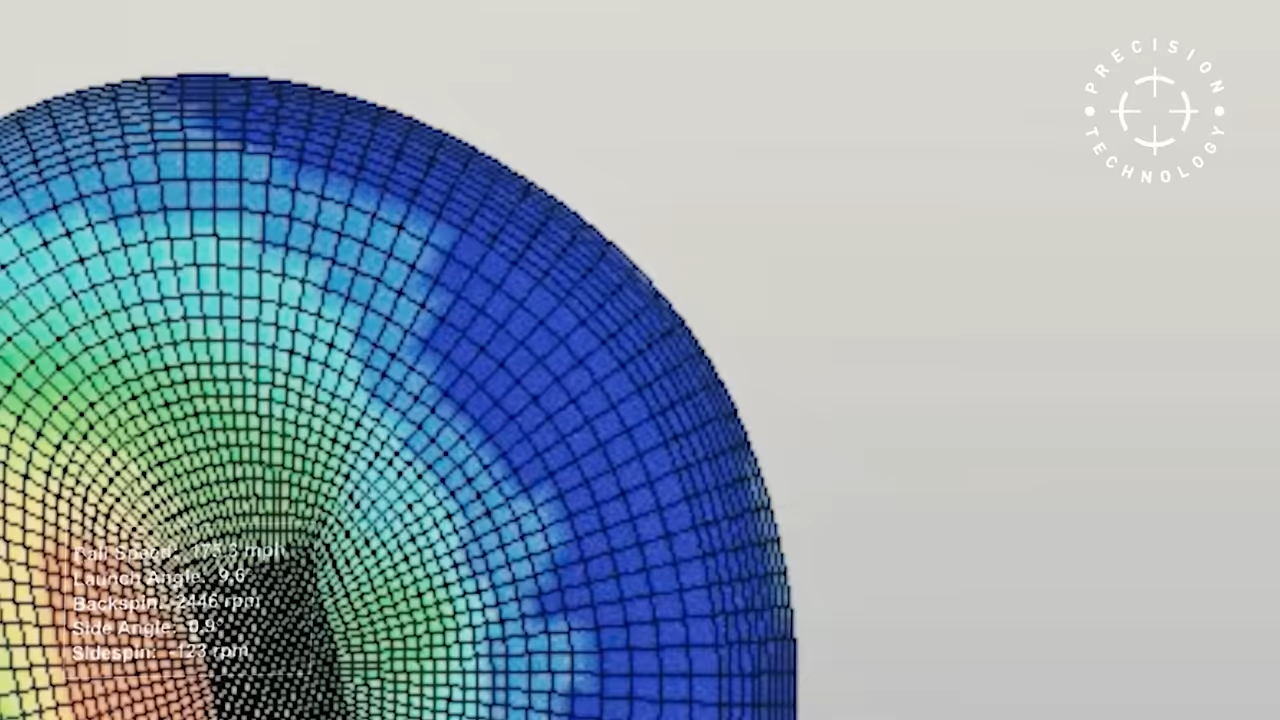 PRECISION
TECHNOLOGY
Ball Speed: 175.3 mph
Launch Angle: 9.6
Backspin: 2446 rpm
Side Angle: 0.9
Sidespin: -123 rpm